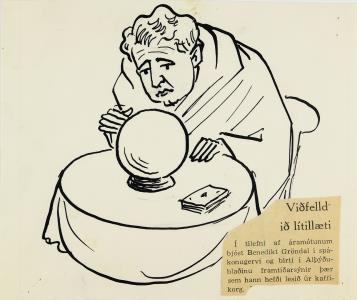 Viðfelld-
ið lítillæti
Í tilefni af áramótunum
bjóst Benedikt Gröndal í spá-
konugervi og birti í Alþýðu-
blaðinu framtíðarsýnir þær
sem hann hefði lesið úr kaffi-
korg.